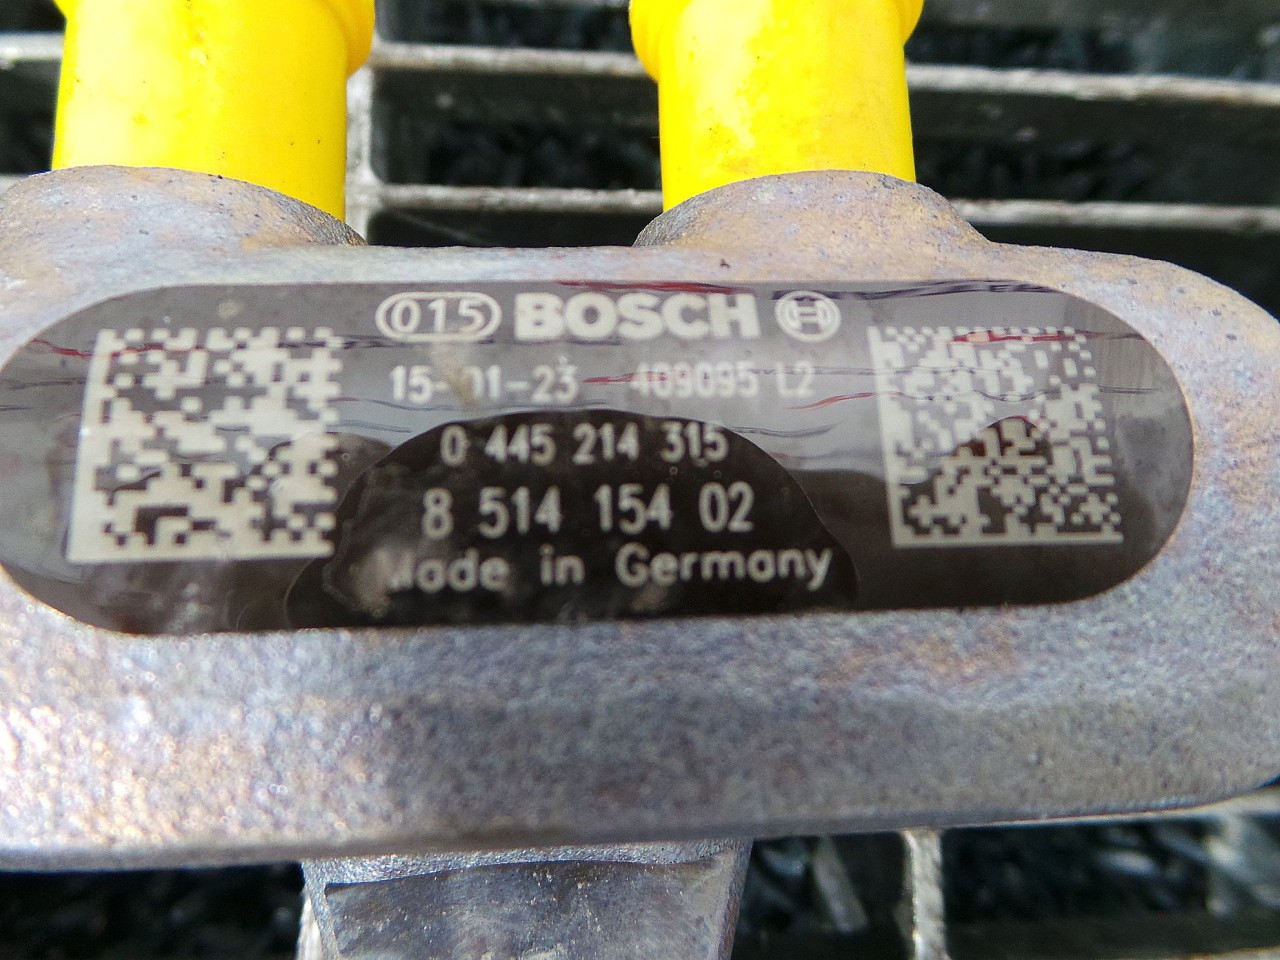 015 BOSCH
15-01-23 409095 L2
0 445 214 315
8 514 154 02
Made in Germany